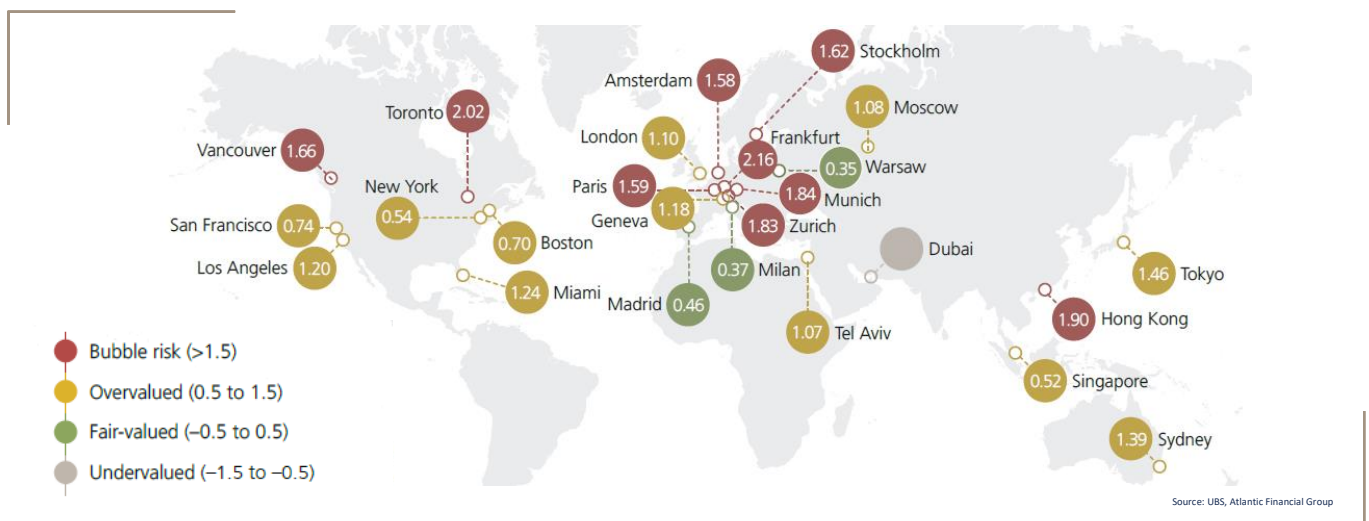 1.62 Stockholm
Amsterdam 1.58
Toronto 2.02
1.08 Moscow
London 1.10
Frankfurt
2.16
Vancouver 1.66
0.35 Warsaw
Paris 1.59
New York
0.54
1.84 Munich
Geneva 1.18
San Francisco 0.74
1.83 Zurich
0.70 Boston
Dubai
Los Angeles 1.20
0.37 Milan
1.46 Tokyo
1.24 Miami
Madrid 0.46
1.90 Hong Kong
1.07 Tel Aviv
Bubble risk (>1.5)
0.52 Singapore
Overvalued (0.5 to 1.5)
Fair-valued (–0.5 to 0.5)
1.39 Sydney
Undervalued (–1.5 to –0.5)
Source: UBS, Atlantic Financial Group